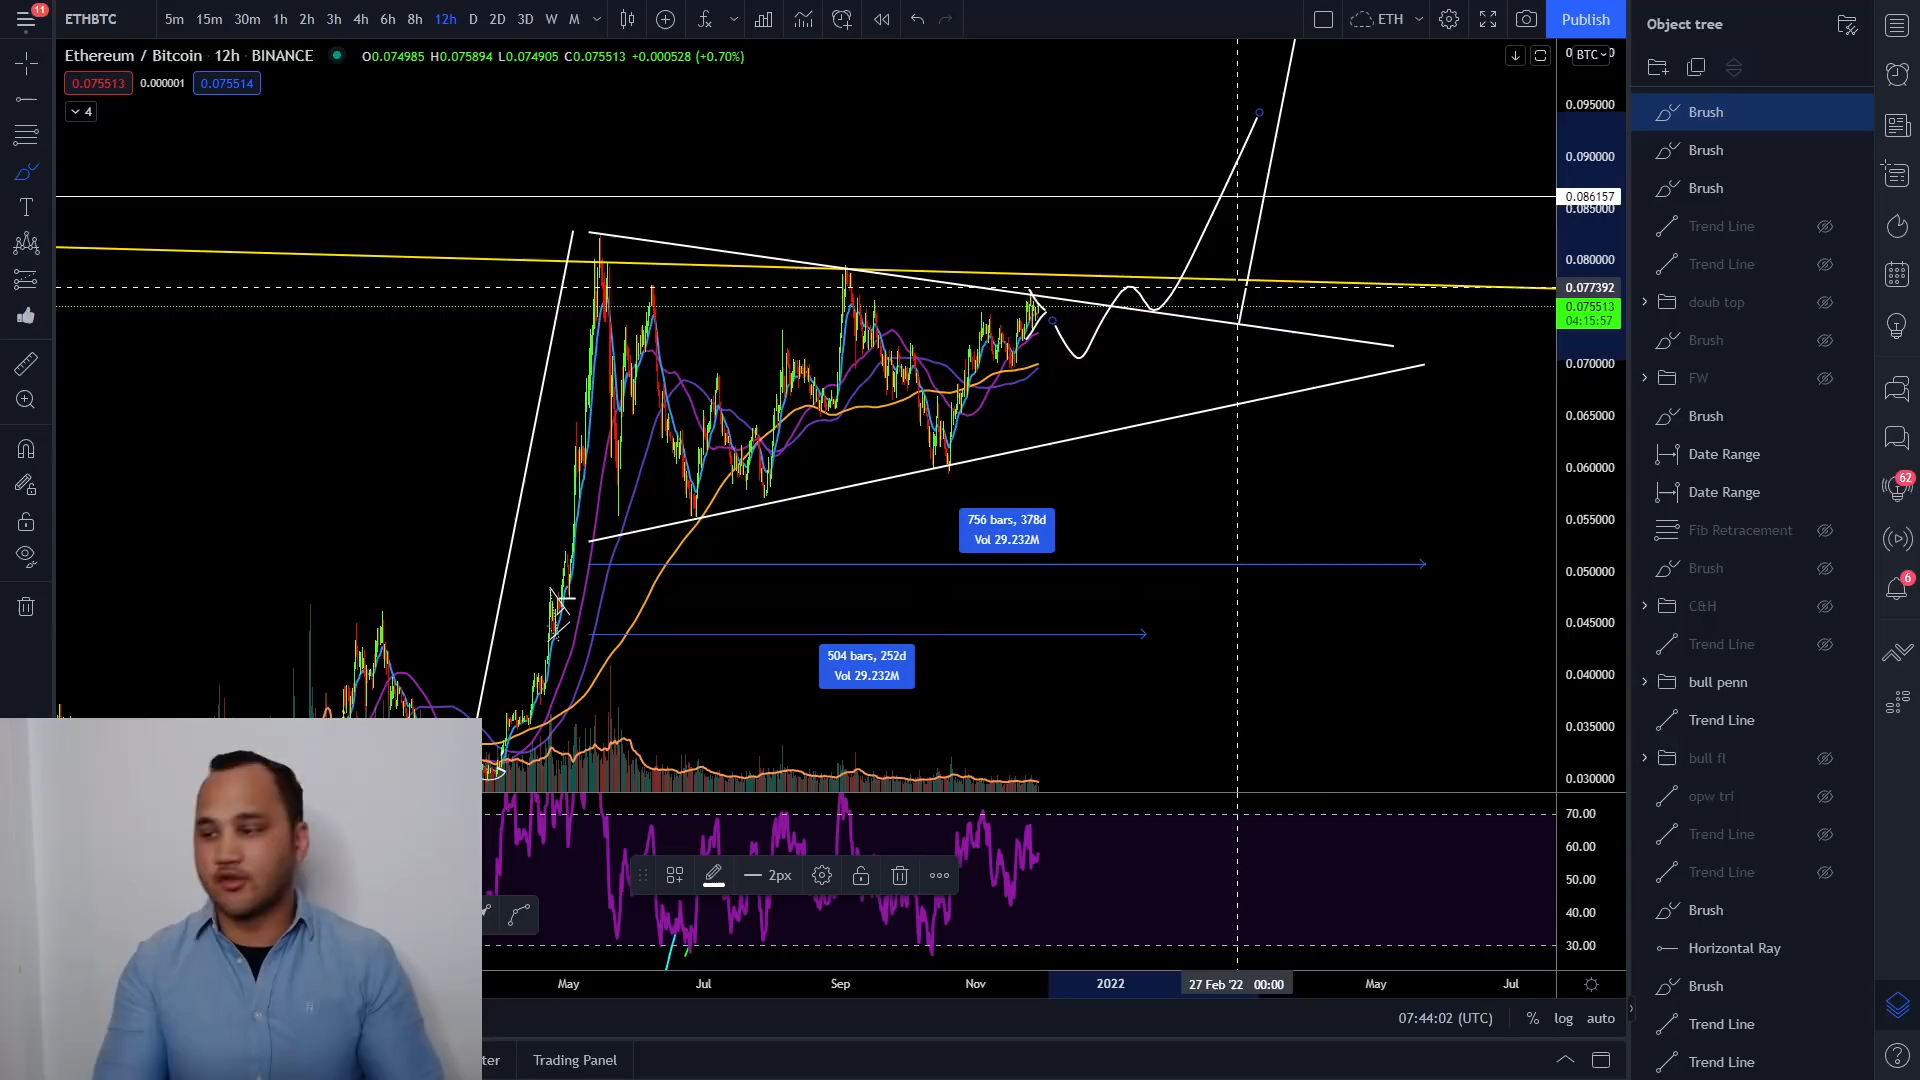 11
ETHBTC
5m 15m 30m 1h 2h 3h 4h 6h 8h 12h D 2D 3D W M
ETH
Publish
Object tree
Ethereum / Bitcoin · 12h · BINANCE
O0.074985 H0.075894 L0.074905 C0.075513 +0.000528 (+0.70%)
BTC
0.075513 0.000001 0.075514
4
0.095000
0.090000
0.086157
0.085000
0.080000
0.077392
0.075513
04:15:57
0.070000
0.065000
0.060000
0.055000
0.050000
0.045000
0.040000
0.035000
0.030000
756 bars, 378d
Vol 29.232M
504 bars, 252d
Vol 29.232M
70.00
60.00
50.00
40.00
30.00
2px
May Jul Sep Nov 2022 27 Feb '22 00:00 May Jul
07:44:02 (UTC) % log auto
ter Trading Panel
Brush
Brush
Brush
Trend Line
Trend Line
doub top
Brush
FW
Brush
Date Range
Date Range
Fib Retracement
Brush
C&H
Trend Line
bull penn
Trend Line
bull fl
opw tri
Trend Line
Trend Line
Brush
Horizontal Ray
Brush
Trend Line
Trend Line
62
6